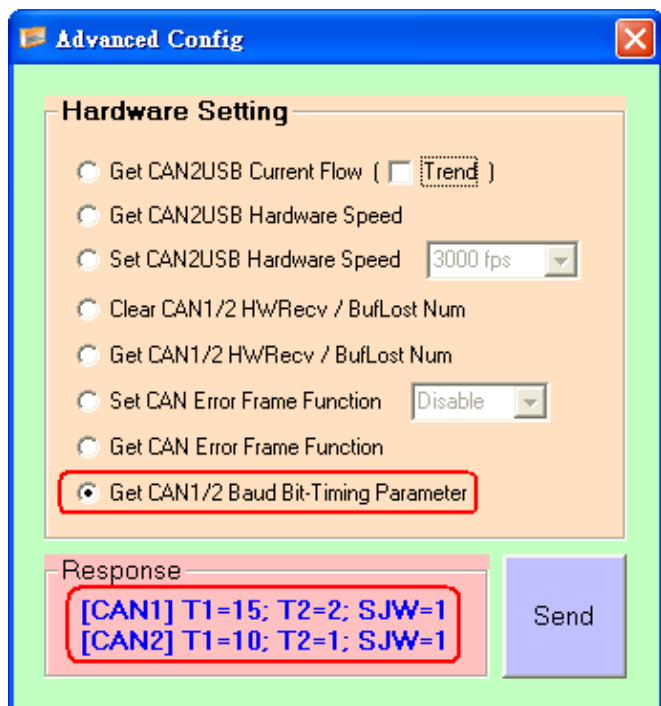 Advanced Config
Hardware Setting
Get CAN2USB Current Flow ( Trend )
Get CAN2USB Hardware Speed
Set CAN2USB Hardware Speed 3000 fps
Clear CAN1/2 HWRecv / BufLost Num
Get CAN1/2 HWRecv / BufLost Num
Set CAN Error Frame Function Disable
Get CAN Error Frame Function
Get CAN1/2 Baud Bit-Timing Parameter
Response
[CAN1] T1=15; T2=2; SJW=1
[CAN2] T1=10; T2=1; SJW=1
Send